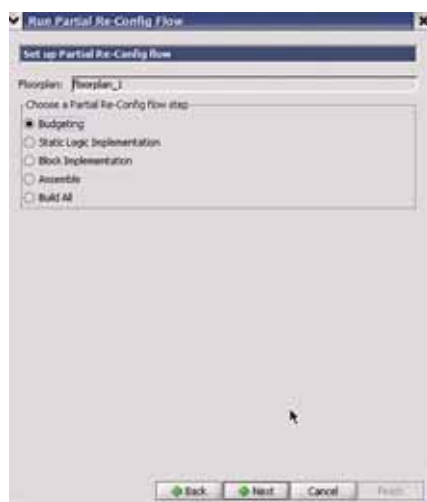 Run Partial Re-Config Flow
Set up Partial Re-Config flow
Floorplan: floorplan_1
Choose a Partial Re-Config flow step
Budgeting
Static Logic Implementation
Block Implementation
Assemble
Build All
Back Next Cancel Finish